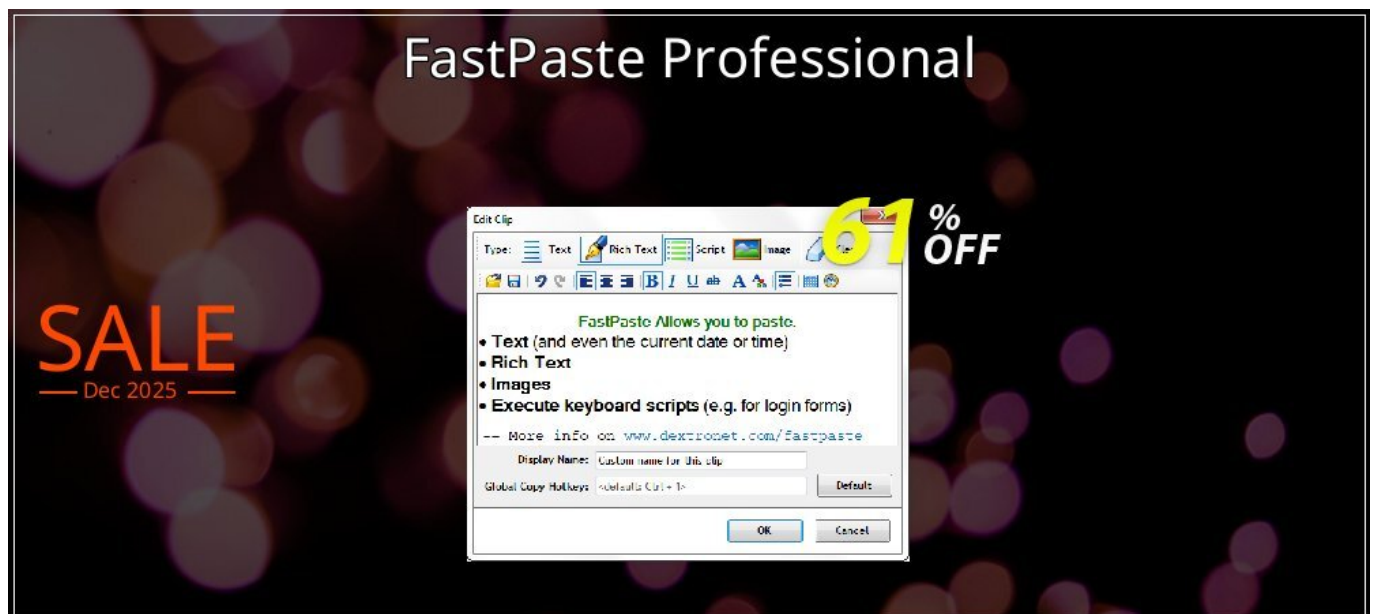 FastPaste Professional
61 % OFF
SALE
Dec 2025
Edit Clip
Type: Text Rich Text Script Image
B I U ab A
FastPaste Allows you to paste.
• Text (and even the current date or time)
• Rich Text
• Images
• Execute keyboard scripts (e.g. for login forms)
-- More info on www.dextronet.com/fastpaste
Display Name: Custom name for this clip
Global Copy Hotkey: <default: Ctrl + 1> Default
OK Cancel